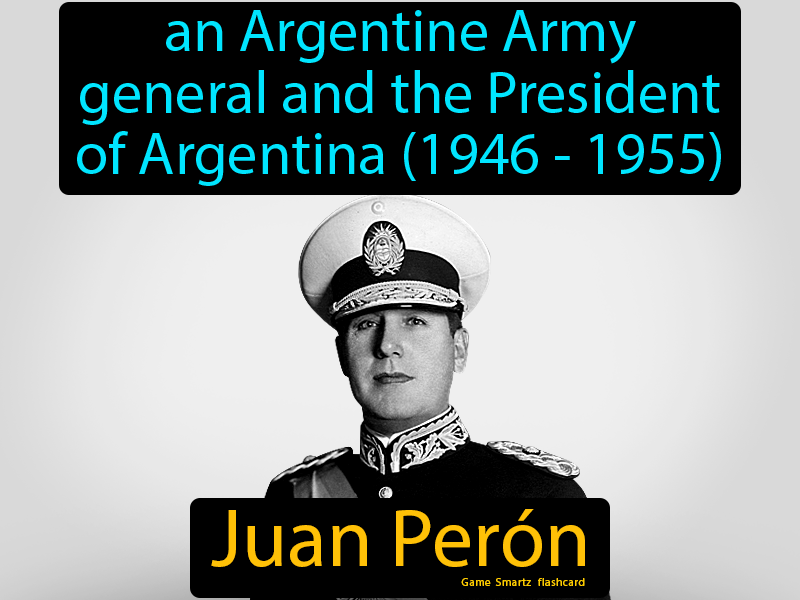 an Argentine Army
general and the President
of Argentina (1946 - 1955)
Juan Perón
Game Smartz flashcard